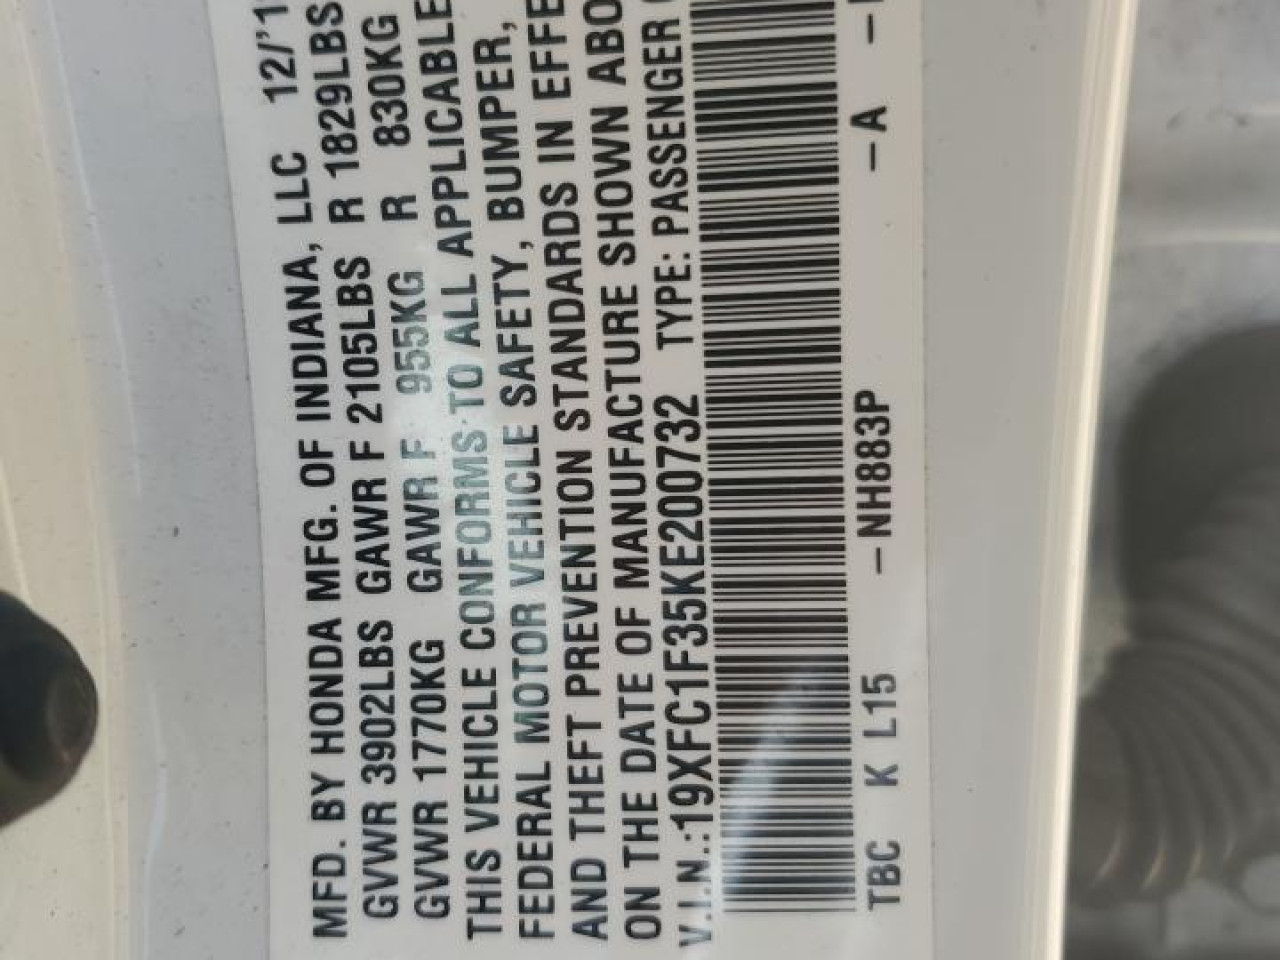 MFD. BY HONDA MFG. OF INDIANA, LLC 12/'1
GVWR 3902LBS GAWR F 2105LBS R 1829LBS
GVWR 1770KG GAWR F 955KG R 830KG
THIS VEHICLE CONFORMS TO ALL APPLICABLE
FEDERAL MOTOR VEHICLE SAFETY, BUMPER,
AND THEFT PREVENTION STANDARDS IN EFFE
ON THE DATE OF MANUFACTURE SHOWN ABO
V.I.N.:19XFC1F35KE200732 TYPE: PASSENGER
TBC K L15 -NH883P -A -